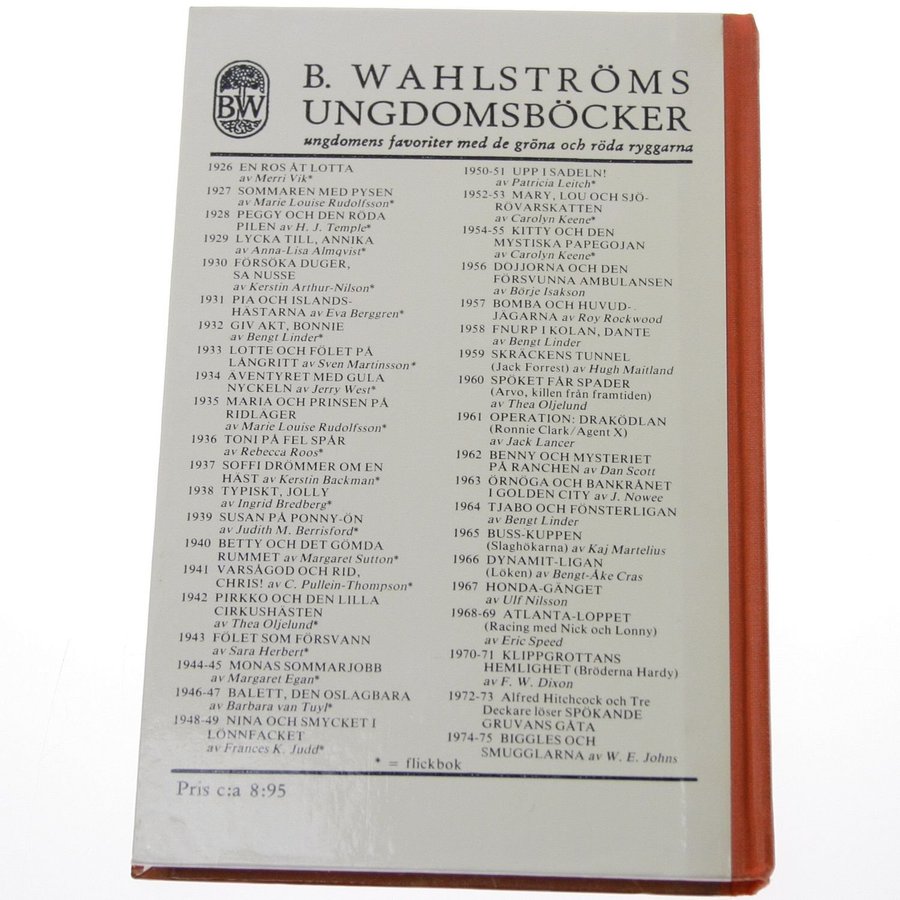 BW
B. WAHLSTRÖMS
UNGDOMSBÖCKER
ungdomens favoriter med de gröna och röda ryggarna
1926 EN ROS ÅT LOTTA
av Merri Vik*
1927 SOMMAREN MED PYSEN
av Marie Louise Rudolfsson*
1928 PEGGY OCH DEN RÖDA
PILEN av H. J. Temple*
1929 LYCKA TILL, ANNIKA
av Anna-Lisa Almqvist*
1930 FÖRSÖKA DUGER,
SA NUSSE
av Kerstin Arthur-Nilson*
1931 PIA OCH ISLANDS-
HÄSTARNA av Eva Berggren*
1932 GIV AKT, BONNIE
av Bengt Linder*
1933 LOTTE OCH FÖLET PÅ
LÅNGRITT av Sven Martinsson*
1934 ÄVENTYRET MED GULA
NYCKELN av Jerry West*
1935 MARIA OCH PRINSEN PÅ
RIDLÄGER
av Marie Louise Rudolfsson*
1936 TONI PÅ FEL SPÅR
av Rebecca Roos*
1937 SOFFI DRÖMMER OM EN
HÄST av Kerstin Backman*
1938 TYPISKT, JOLLY
av Ingrid Bredberg*
1939 SUSAN PÅ PONNY-ÖN
av Judith M. Berrisford*
1940 BETTY OCH DET GÖMDA
RUMMET av Margaret Sutton*
1941 VARSÅGOD OCH RID,
CHRIS! av C. Pullein-Thompson*
1942 PIRKKO OCH DEN LILLA
CIRKUSHÄSTEN
av Thea Oljelund*
1943 FÖLET SOM FÖRSVANN
av Sara Herbert*
1944-45 MONAS SOMMARJOBB
av Margaret Egan*
1946-47 BALETT, DEN OSLAGBARA
av Barbara van Tuyl*
1948-49 NINA OCH SMYCKET I
LÖNNFACKET
av Frances K. Judd*
1950-51 UPP I SADELN!
av Patricia Leitch*
1952-53 MARY, LOU OCH SJÖ-
RÖVARSKATTEN
av Carolyn Keene*
1954-55 KITTY OCH DEN
MYSTISKA PAPEGOJAN
av Carolyn Keene*
1956 DOJJORNA OCH DEN
FÖRSVUNNA AMBULANSEN
av Börje Isakson
1957 BOMBA OCH HUVUD-
JÄGARNA av Roy Rockwood
1958 FNURP I KOLAN, DANTE
av Bengt Linder
1959 SKRÄCKENS TUNNEL
(Jack Forrest) av Hugh Maitland
1960 SPÖKET FÅR SPADER
(Arvo, killen från framtiden)
av Thea Oljelund
1961 OPERATION: DRAKÖDLAN
(Ronnie Clark/Agent X)
av Jack Lancer
1962 BENNY OCH MYSTERIET
PÅ RANCHEN av Dan Scott
1963 ÖRNÖGA OCH BANKRÅNET
I GOLDEN CITY av J. Nowee
1964 TJABO OCH FÖNSTERLIGAN
av Bengt Linder
1965 BUSS-KUPPEN
(Slaghökarna) av Kaj Martelius
1966 DYNAMIT-LIGAN
(Löken) av Bengt-Åke Cras
1967 HONDA-GÄNGET
av Ulf Nilsson
1968-69 ATLANTA-LOPPET
(Racing med Nick och Lonny)
av Eric Speed
1970-71 KLIPPGROTTANS
HEMLIGHET (Bröderna Hardy)
av F. W. Dixon
1972-73 Alfred Hitchcock och Tre
Deckare löser SPÖKANDE
GRUVANS GÅTA
1974-75 BIGGLES OCH
SMUGGLARNA av W. E. Johns
* = flickbok
Pris c:a 8:95